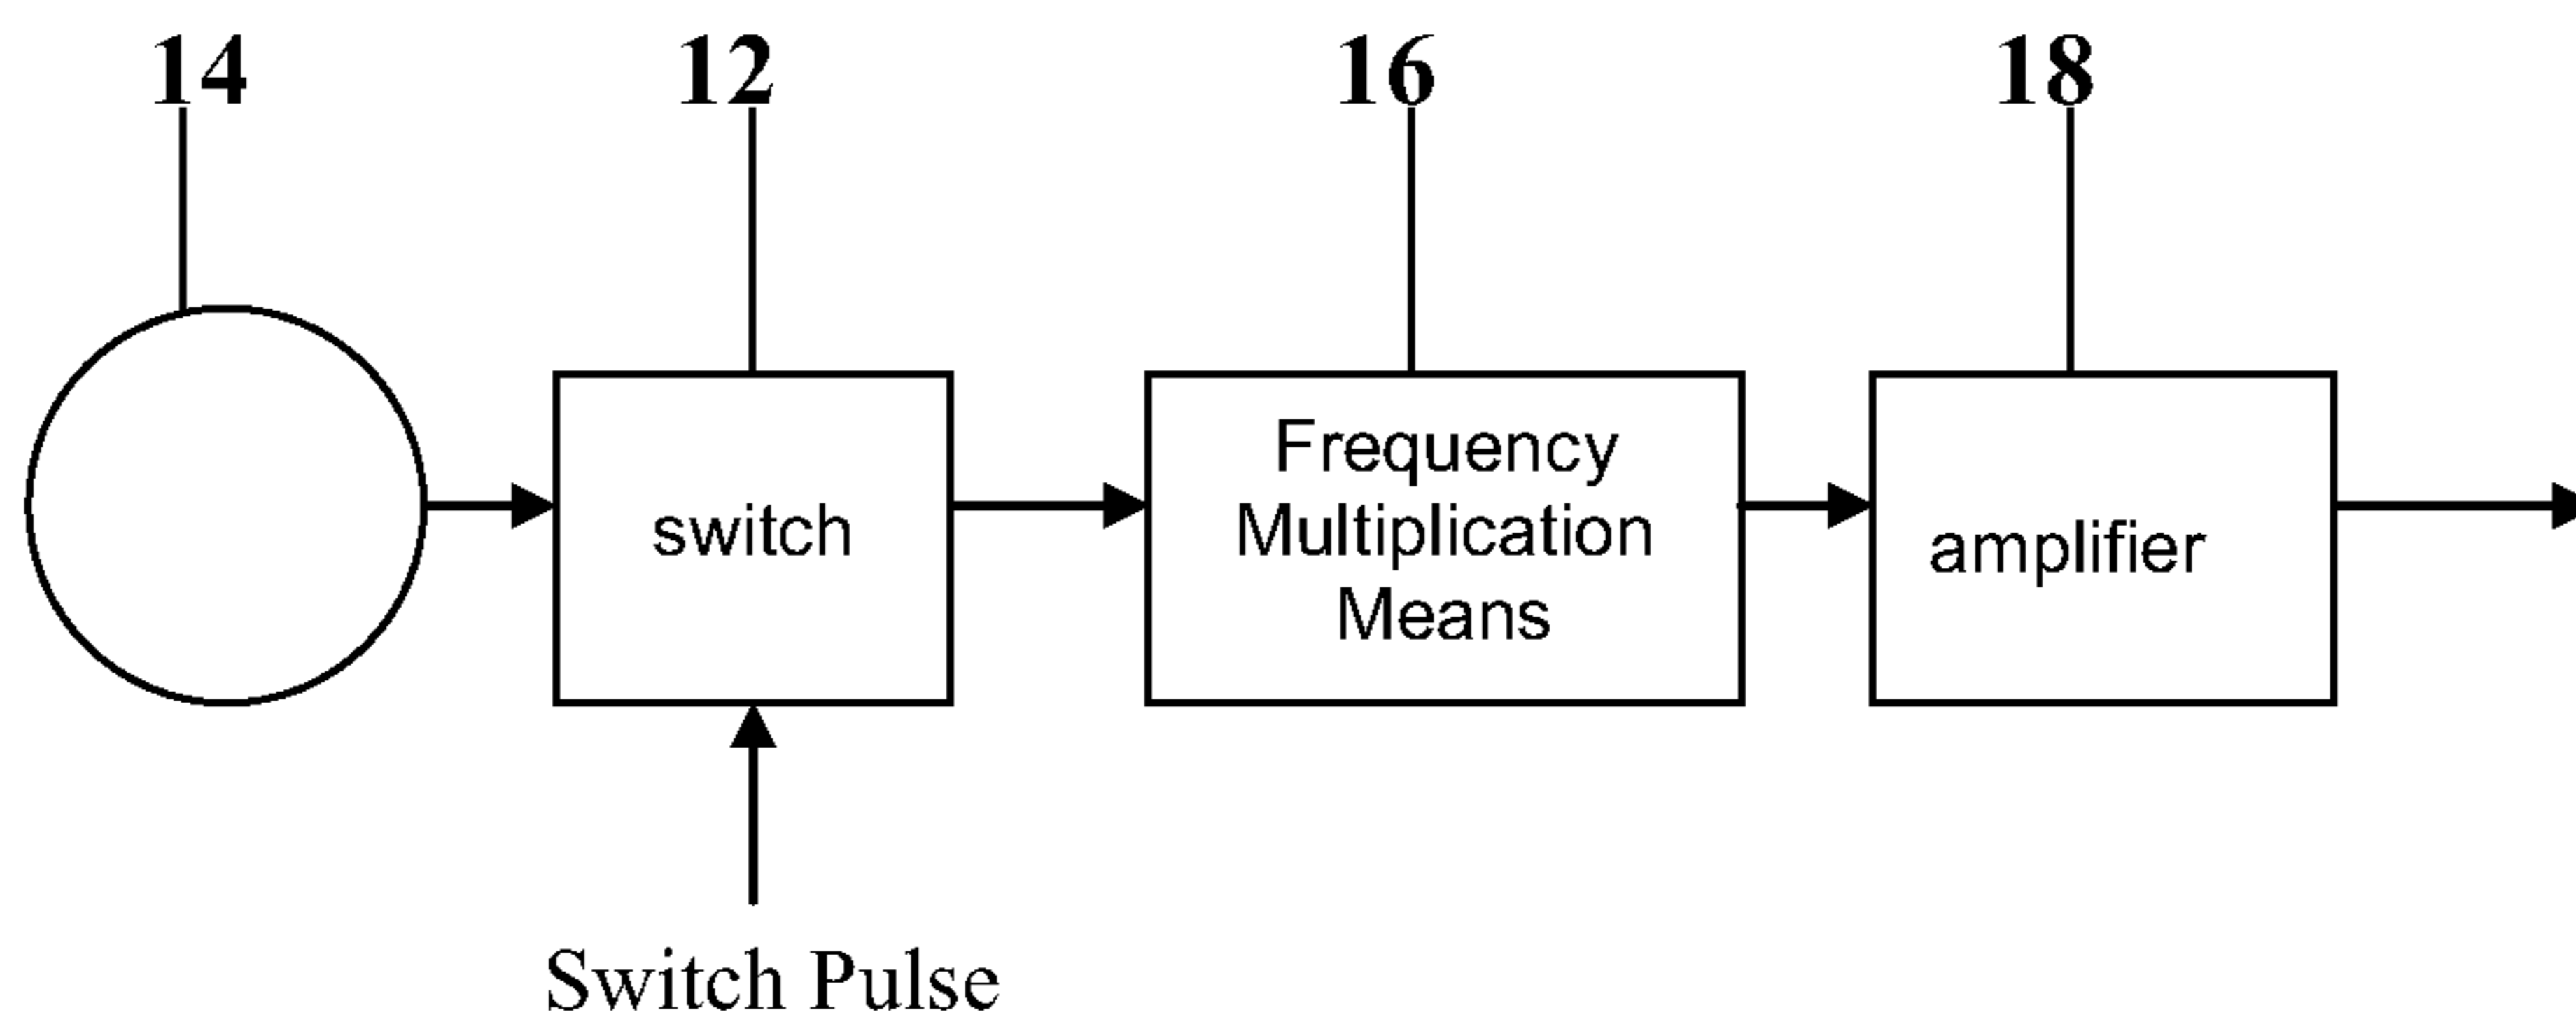 14
12
16
18
switch
Frequency
Multiplication
Means
amplifier
Switch Pulse